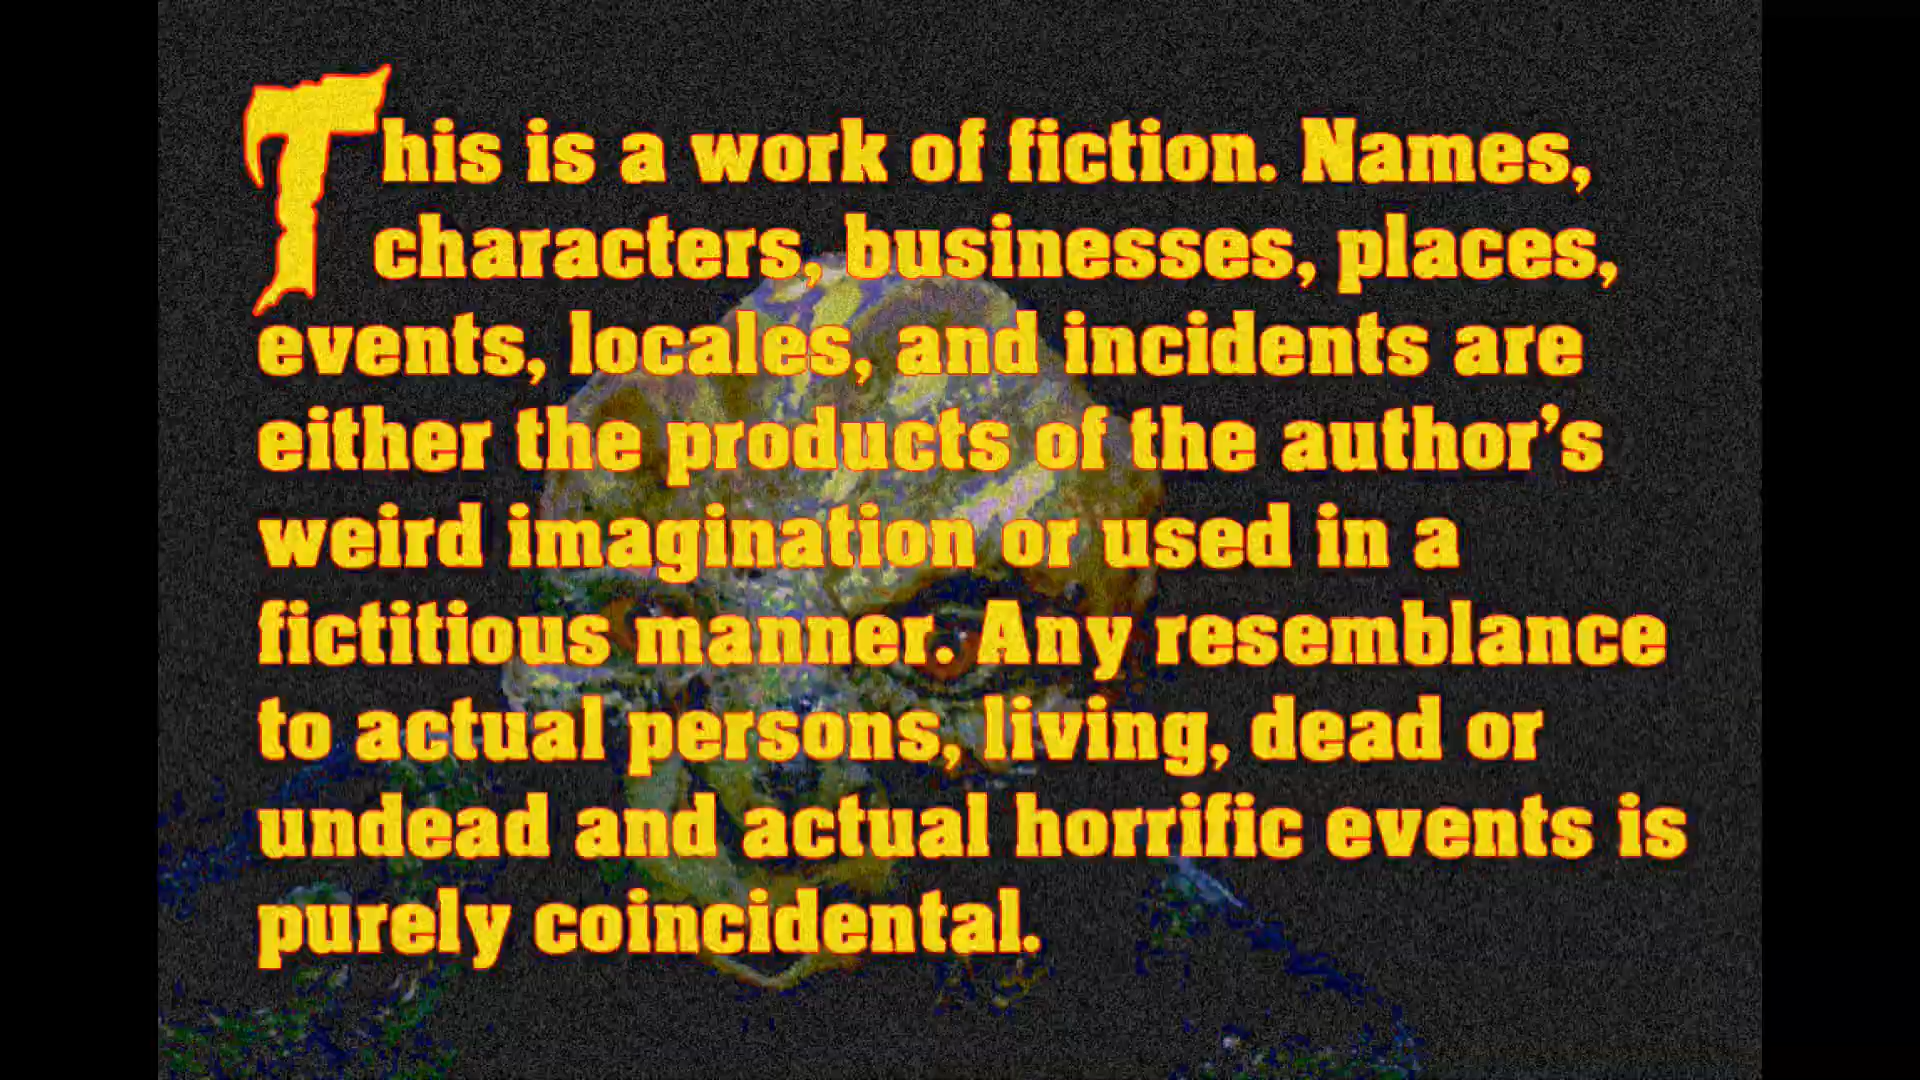 This is a work of fiction. Names,
characters, businesses, places,
events, locales, and incidents are
either the products of the author’s
weird imagination or used in a
fictitious manner. Any resemblance
to actual persons, living, dead or
undead and actual horrific events is
purely coincidental.